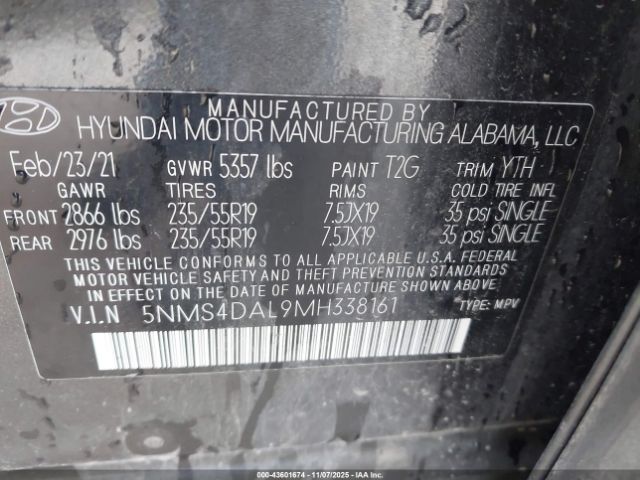 MANUFACTURED BY
HYUNDAI MOTOR MANUFACTURING ALABAMA, LLC
Feb/23/21 GVWR 5357 lbs PAINT T2G TRIM YTH
GAWR TIRES RIMS COLD TIRE INFL
FRONT 2866 lbs 235/55R19 7.5JX19 35 psi SINGLE
REAR 2976 lbs 235/55R19 7.5JX19 35 psi SINGLE
THIS VEHICLE CONFORMS TO ALL APPLICABLE U.S.A. FEDERAL
MOTOR VEHICLE SAFETY AND THEFT PREVENTION STANDARDS
IN EFFECT ON THE DATE OF MANUFACTURE SHOWN ABOVE.
V.I.N 5NMS4DAL9MH338161 TYPE: MPV
000-43601674 - 11/07/2025 - IAAI.COM